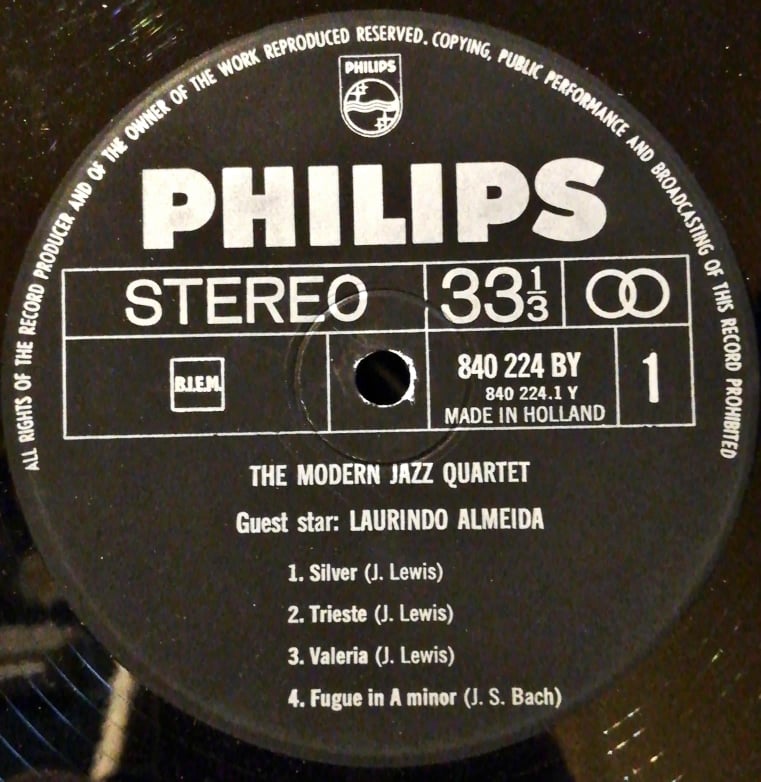 ALL RIGHTS OF THE RECORD PRODUCER AND OF THE OWNER OF THE WORK REPRODUCED RESERVED. COPYING, PUBLIC PERFORMANCE AND BROADCASTING OF THIS RECORD PROHIBITED
PHILIPS
PHILIPS
STEREO 33 1/3
B.I.E.M. 840 224 BY 1
840 224.1 Y
MADE IN HOLLAND
THE MODERN JAZZ QUARTET
Guest star: LAURINDO ALMEIDA
1. Silver (J. Lewis)
2. Trieste (J. Lewis)
3. Valeria (J. Lewis)
4. Fugue in A minor (J. S. Bach)